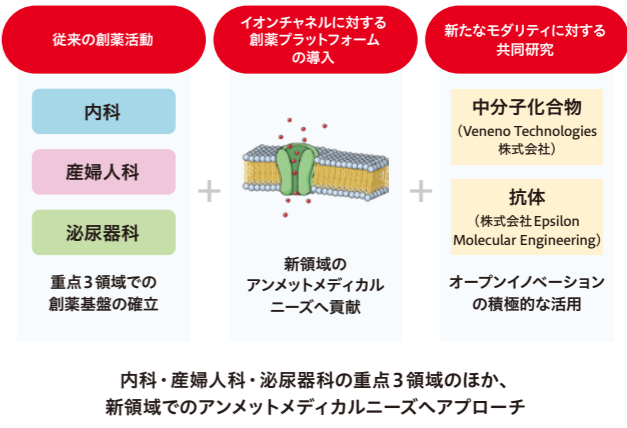 従来の創薬活動
内科
産婦人科
泌尿器科
重点3領域での
創薬基盤の確立
+
イオンチャネルに対する
創薬プラットフォーム
の導入
新領域の
アンメットメディカル
ニーズへ貢献
+
新たなモダリティに対する
共同研究
中分子化合物
（Veneno Technologies
株式会社）
抗体
（株式会社Epsilon
Molecular Engineering）
オープンイノベーション
の積極的な活用
内科・産婦人科・泌尿器科の重点3領域のほか、
新領域でのアンメットメディカルニーズへアプローチ